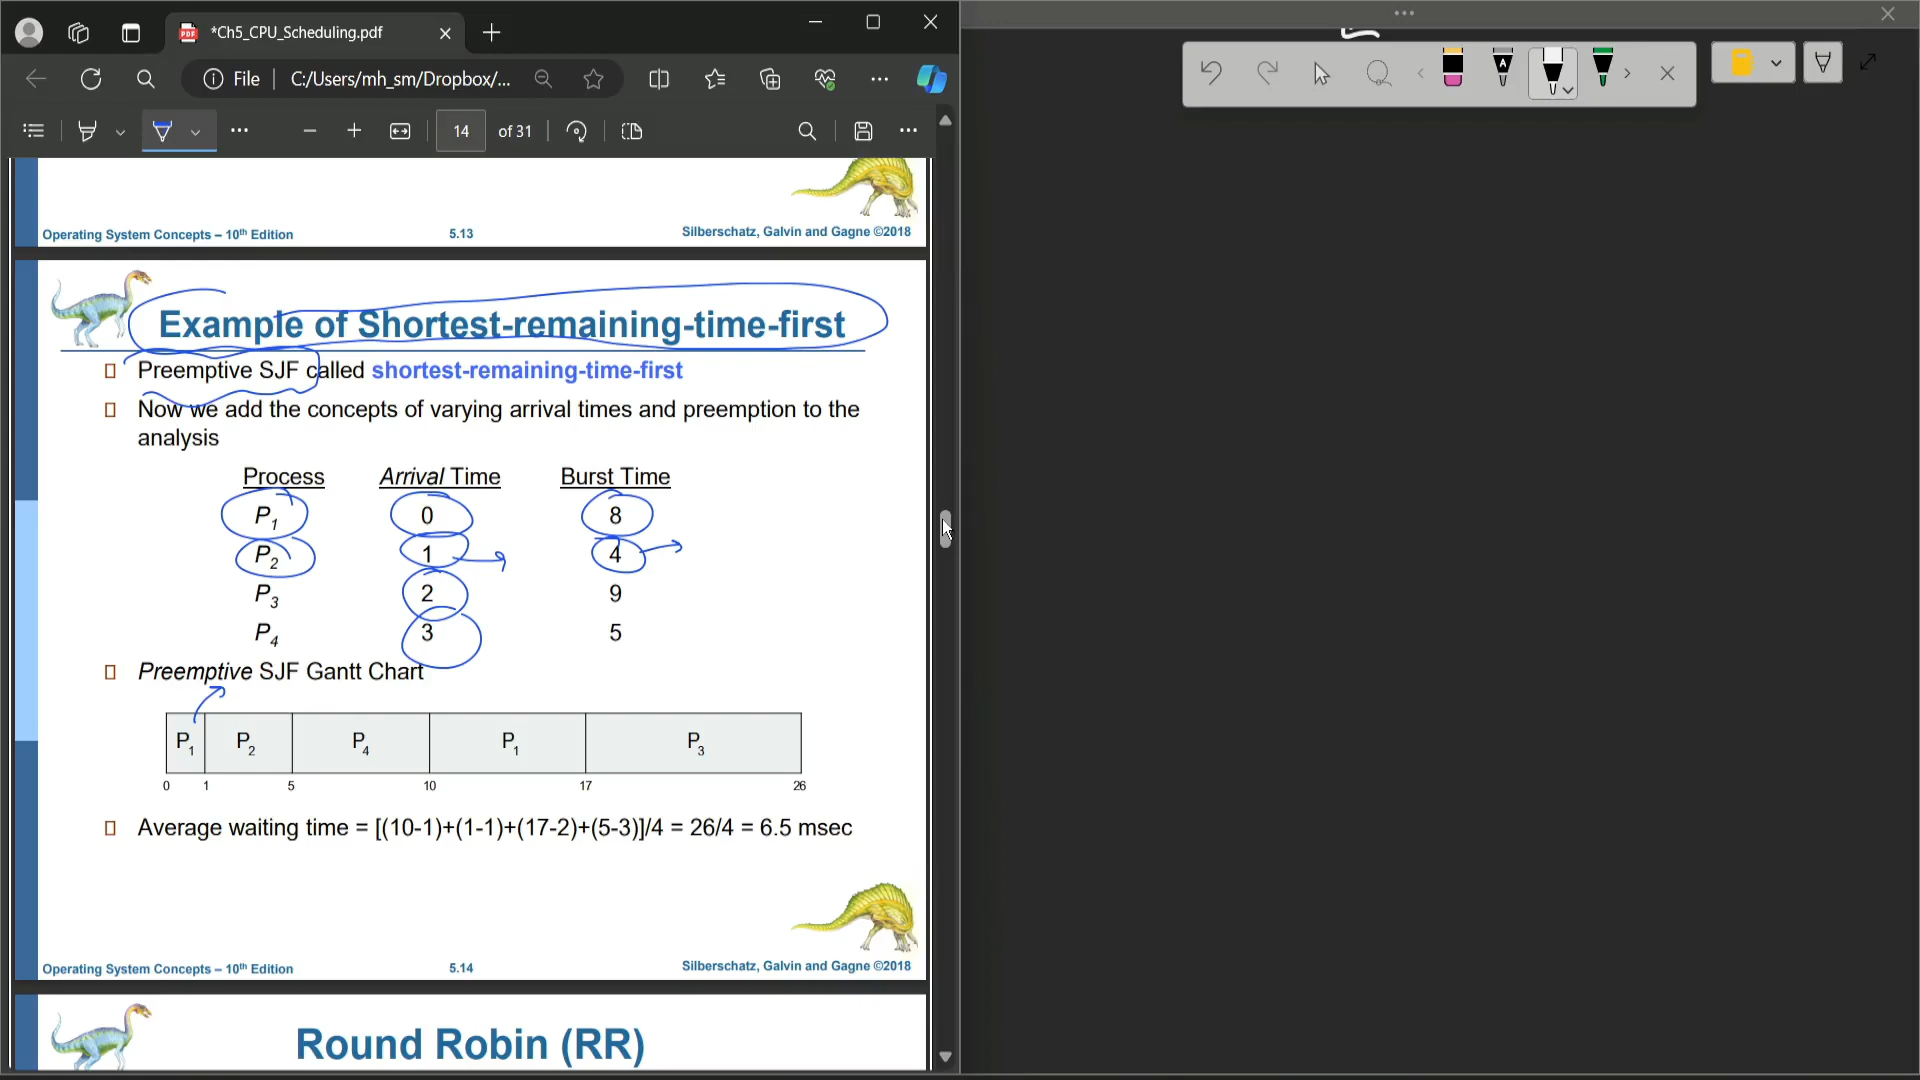 *Ch5_CPU_Scheduling.pdf
File
C:/Users/mh_sm/Dropbox/...
14 of 31
Operating System Concepts – 10th Edition 5.13 Silberschatz, Galvin and Gagne ©2018
Example of Shortest-remaining-time-first
Preemptive SJF called shortest-remaining-time-first
Now we add the concepts of varying arrival times and preemption to the
analysis
Process Arrival Time Burst Time
P1 0 8
P2 1 4
P3 2 9
P4 3 5
Preemptive SJF Gantt Chart
P1 P2 P4 P1 P3
0 1 5 10 17 26
Average waiting time = [(10-1)+(1-1)+(17-2)+(5-3)]/4 = 26/4 = 6.5 msec
Operating System Concepts – 10th Edition 5.14 Silberschatz, Galvin and Gagne ©2018
Round Robin (RR)